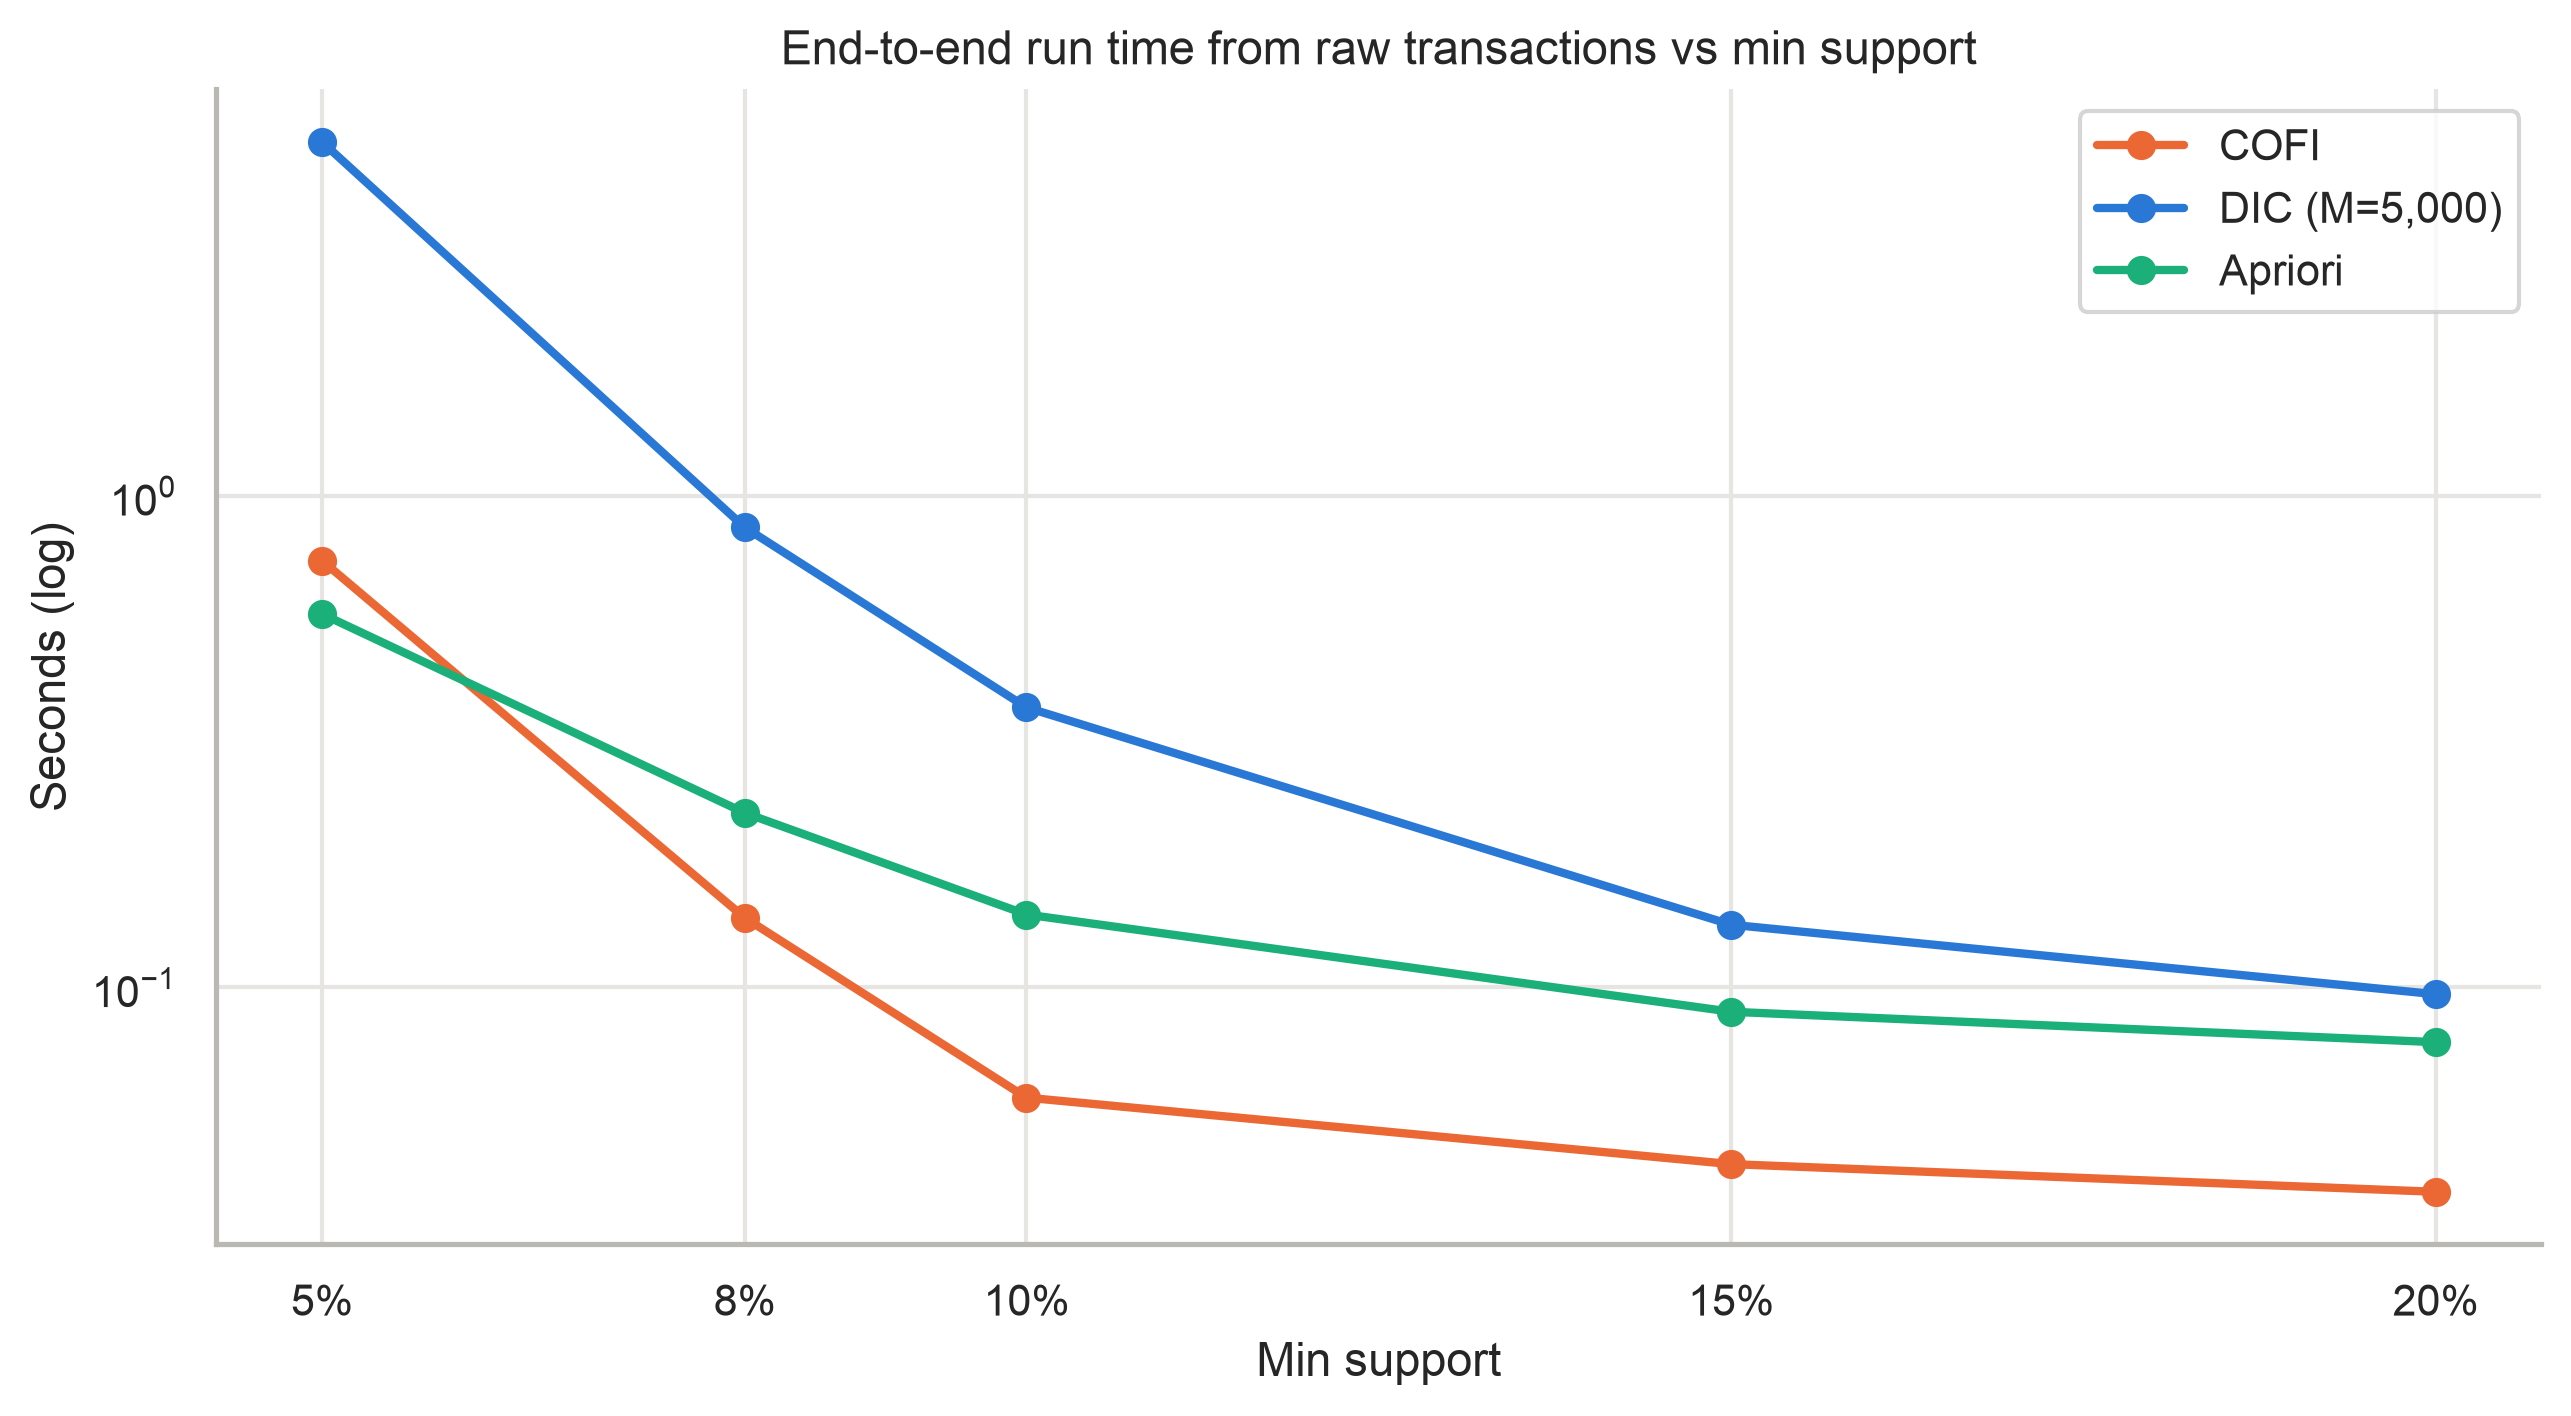 End-to-end run time from raw transactions vs min support
COFI
DIC (M=5,000)
Apriori
Seconds (log)
10⁰
10⁻¹
5%
8%
10%
15%
20%
Min support